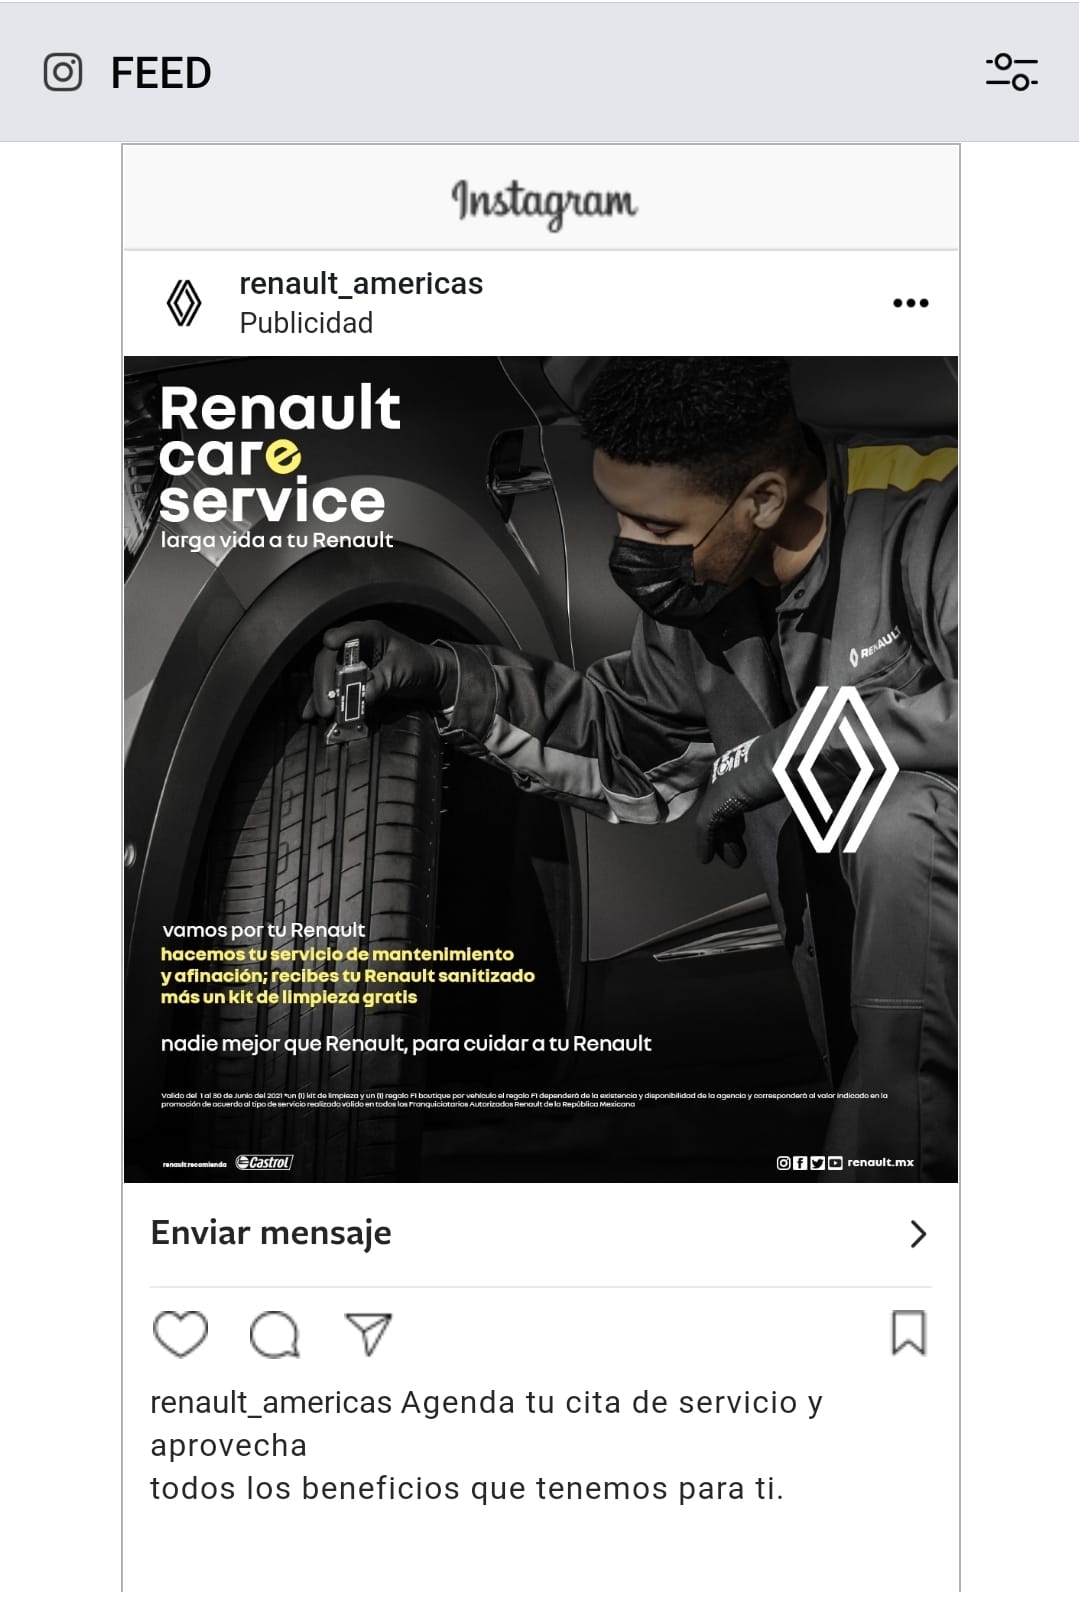 FEED
Instagram
renault_americas
Publicidad
Renault
care
service
larga vida a tu Renault
RENAULT
vamos por tu Renault
hacemos tu servicio de mantenimiento
y afinación; recibes tu Renault sanitizado
más un kit de limpieza gratis
nadie mejor que Renault, para cuidar a tu Renault
Valido del 1 al 30 de Junio del 2021 *un (1) kit de limpieza y un (1) regalo F1 boutique por vehículo el regalo F1 dependerá de la existencia y disponibilidad de la agencia y corresponderá al valor indicado en la
promoción de acuerdo al tipo de servicio realizado valido en todos los Franquiciatarios Autorizados Renault de la República Mexicana
renault recomienda Castrol
renault.mx
Enviar mensaje
renault_americas Agenda tu cita de servicio y
aprovecha
todos los beneficios que tenemos para ti.